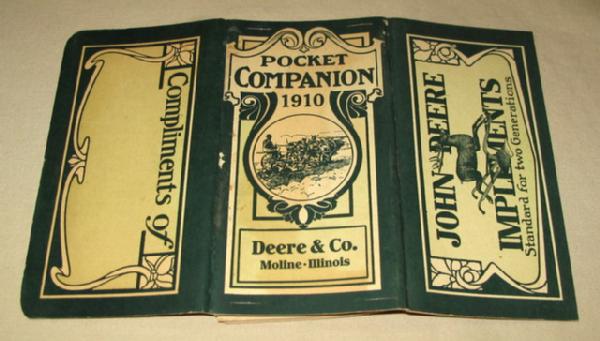 Compliments of
POCKET
COMPANION
1910
Deere & Co.
Moline·Illinois
JOHN DEERE
IMPLEMENTS
Standard for two Generations